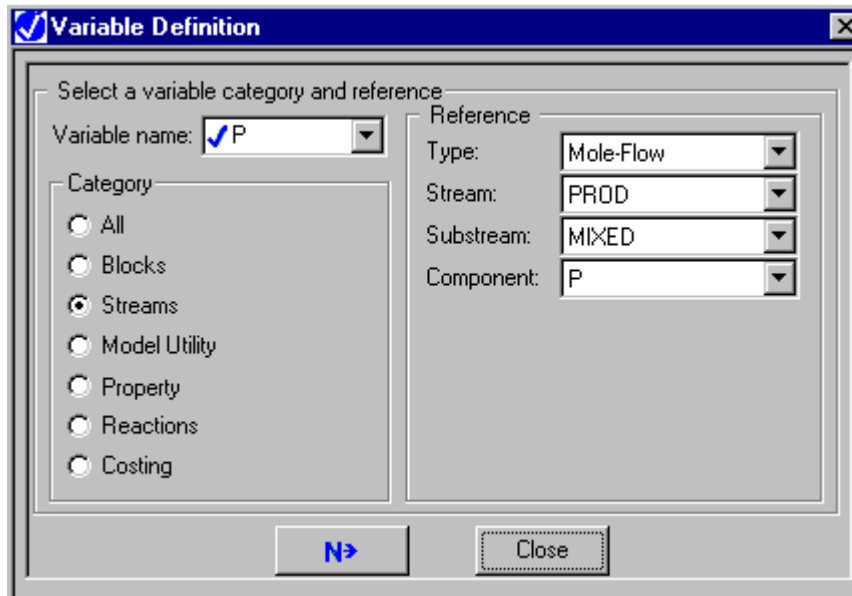 Variable Definition
Select a variable category and reference
Variable name: P
Category
All
Blocks
Streams
Model Utility
Property
Reactions
Costing
Reference
Type: Mole-Flow
Stream: PROD
Substream: MIXED
Component: P
N
Close